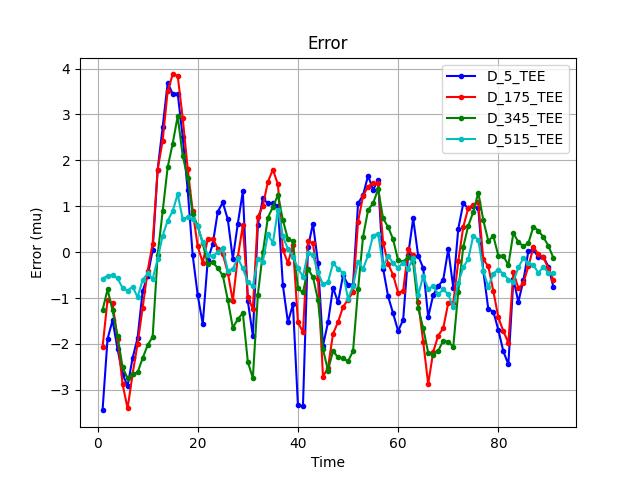 Error
D_5_TEE
D_175_TEE
D_345_TEE
D_515_TEE
4
3
2
1
0
−1
−2
−3
Error (mu)
0
20
40
60
80
Time